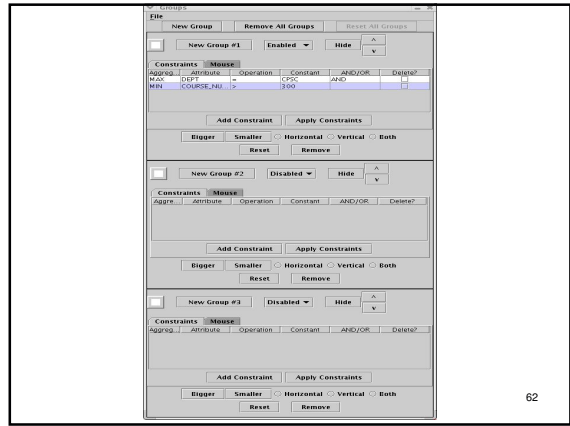 Groups
File
New Group Remove All Groups Reset All Groups
New Group #1 Enabled Hide ^ v
Constraints Mouse
Aggreg... Attribute Operation Constant AND/OR Delete?
MAX DEPT = CPSC AND
MIN COURSE_NU... > 300
Add Constraint Apply Constraints
Bigger Smaller Horizontal Vertical Both
Reset Remove
New Group #2 Disabled Hide ^ v
Constraints Mouse
Aggre... Attribute Operation Constant AND/OR Delete?
Add Constraint Apply Constraints
Bigger Smaller Horizontal Vertical Both
Reset Remove
New Group #3 Disabled Hide ^ v
Constraints Mouse
Aggreg... Attribute Operation Constant AND/OR Delete?
Add Constraint Apply Constraints
Bigger Smaller Horizontal Vertical Both
Reset Remove
62